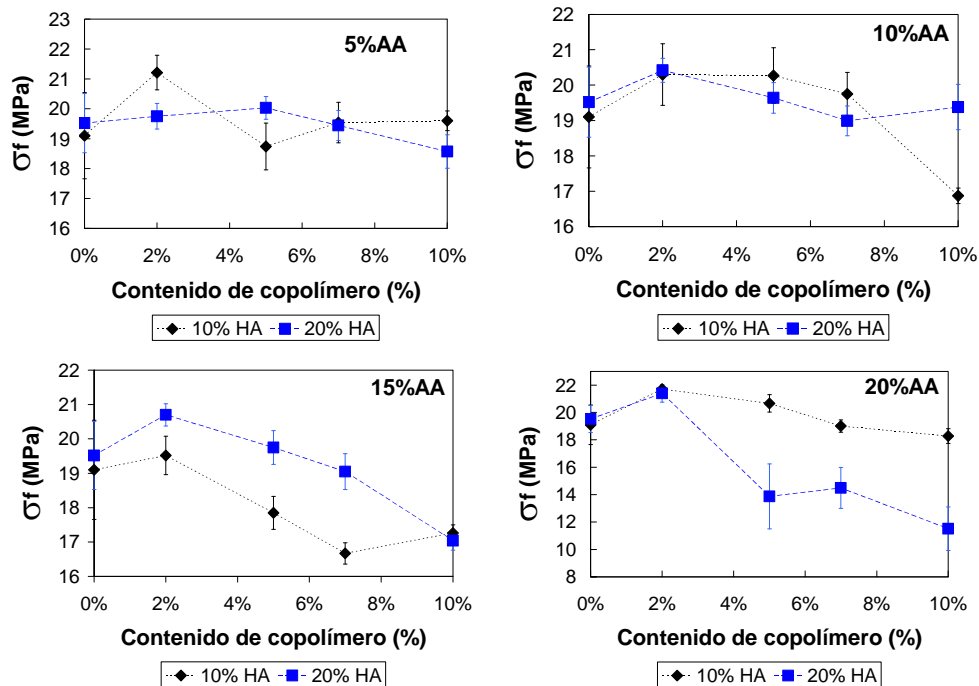 5%AA
σf (MPa)
23
22
21
20
19
18
17
16
0% 2% 4% 6% 8% 10%
Contenido de copolímero (%)
10% HA 20% HA
10%AA
σf (MPa)
22
21
20
19
18
17
16
0% 2% 4% 6% 8% 10%
Contenido de copolímero (%)
10% HA 20% HA
15%AA
σf (MPa)
22
21
20
19
18
17
16
0% 2% 4% 6% 8% 10%
Contenido de copolímero (%)
10% HA 20% HA
20%AA
σf (MPa)
22
20
18
16
14
12
10
8
0% 2% 4% 6% 8% 10%
Contenido de copolímero (%)
10% HA 20% HA